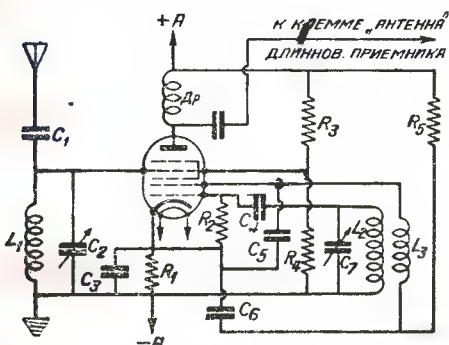 +А
К КЛЕММЕ „АНТЕННА"
ДЛИННОВ. ПРИЕМНИКА
Др
C1
R3
R5
L1
C2
C3
R1
R2
C4
C5
R4
L2
C7
L3
C6
-А